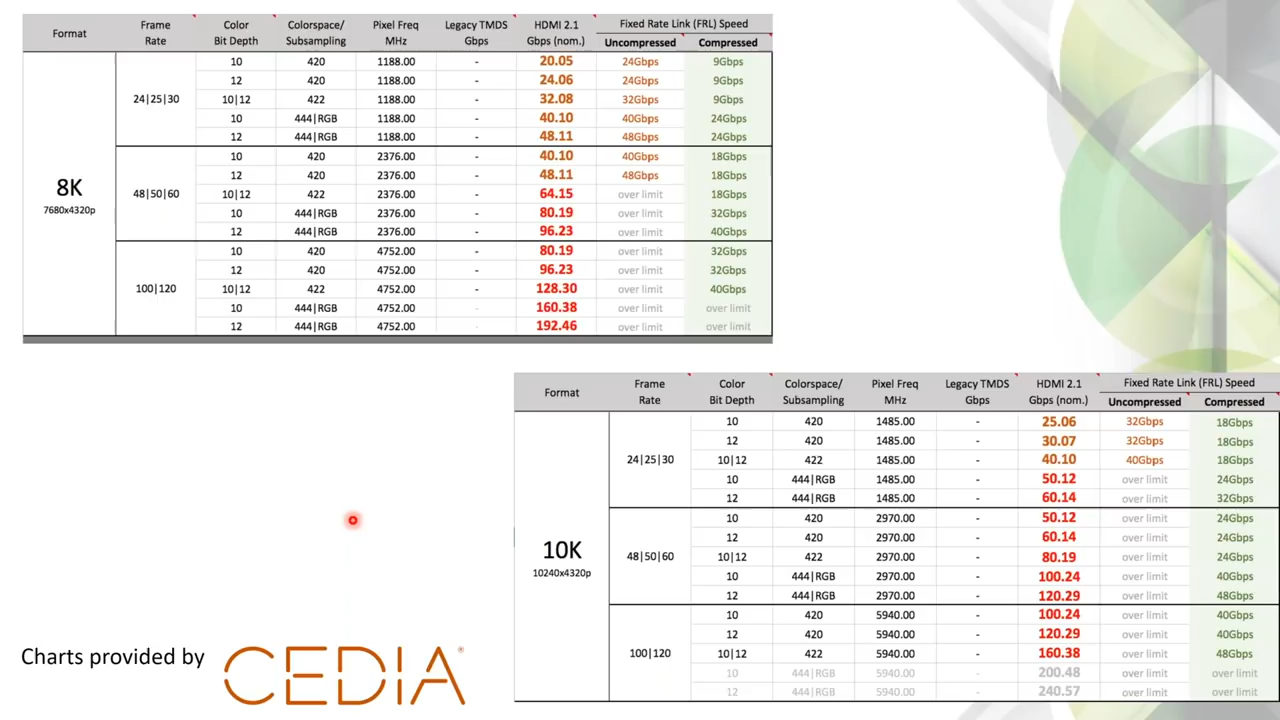 Format Frame Rate Color Bit Depth Colorspace/ Subsampling Pixel Freq MHz Legacy TMDS Gbps HDMI 2.1 Gbps (nom.) Fixed Rate Link (FRL) Speed Uncompressed Compressed
8K
7680x4320p
24|25|30
10 420 1188.00 - 20.05 24Gbps 9Gbps
12 420 1188.00 - 24.06 24Gbps 9Gbps
10|12 422 1188.00 - 32.08 32Gbps 9Gbps
10 444|RGB 1188.00 - 40.10 40Gbps 24Gbps
12 444|RGB 1188.00 - 48.11 48Gbps 24Gbps
48|50|60
10 420 2376.00 - 40.10 40Gbps 18Gbps
12 420 2376.00 - 48.11 48Gbps 18Gbps
10|12 422 2376.00 - 64.15 over limit 18Gbps
10 444|RGB 2376.00 - 80.19 over limit 32Gbps
12 444|RGB 2376.00 - 96.23 over limit 40Gbps
100|120
10 420 4752.00 - 80.19 over limit 32Gbps
12 420 4752.00 - 96.23 over limit 32Gbps
10|12 422 4752.00 - 128.30 over limit 40Gbps
10 444|RGB 4752.00 - 160.38 over limit over limit
12 444|RGB 4752.00 - 192.46 over limit over limit
Format Frame Rate Color Bit Depth Colorspace/ Subsampling Pixel Freq MHz Legacy TMDS Gbps HDMI 2.1 Gbps (nom.) Fixed Rate Link (FRL) Speed Uncompressed Compressed
10K
10240x4320p
24|25|30
10 420 1485.00 - 25.06 32Gbps 18Gbps
12 420 1485.00 - 30.07 32Gbps 18Gbps
10|12 422 1485.00 - 40.10 40Gbps 18Gbps
10 444|RGB 1485.00 - 50.12 over limit 24Gbps
12 444|RGB 1485.00 - 60.14 over limit 32Gbps
48|50|60
10 420 2970.00 - 50.12 over limit 24Gbps
12 420 2970.00 - 60.14 over limit 24Gbps
10|12 422 2970.00 - 80.19 over limit 24Gbps
10 444|RGB 2970.00 - 100.24 over limit 40Gbps
12 444|RGB 2970.00 - 120.29 over limit 48Gbps
100|120
10 420 5940.00 - 100.24 over limit 40Gbps
12 420 5940.00 - 120.29 over limit 40Gbps
10|12 422 5940.00 - 160.38 over limit 48Gbps
10 444|RGB 5940.00 - 200.48 over limit over limit
12 444|RGB 5940.00 - 240.57 over limit over limit
Charts provided by CEDIA®